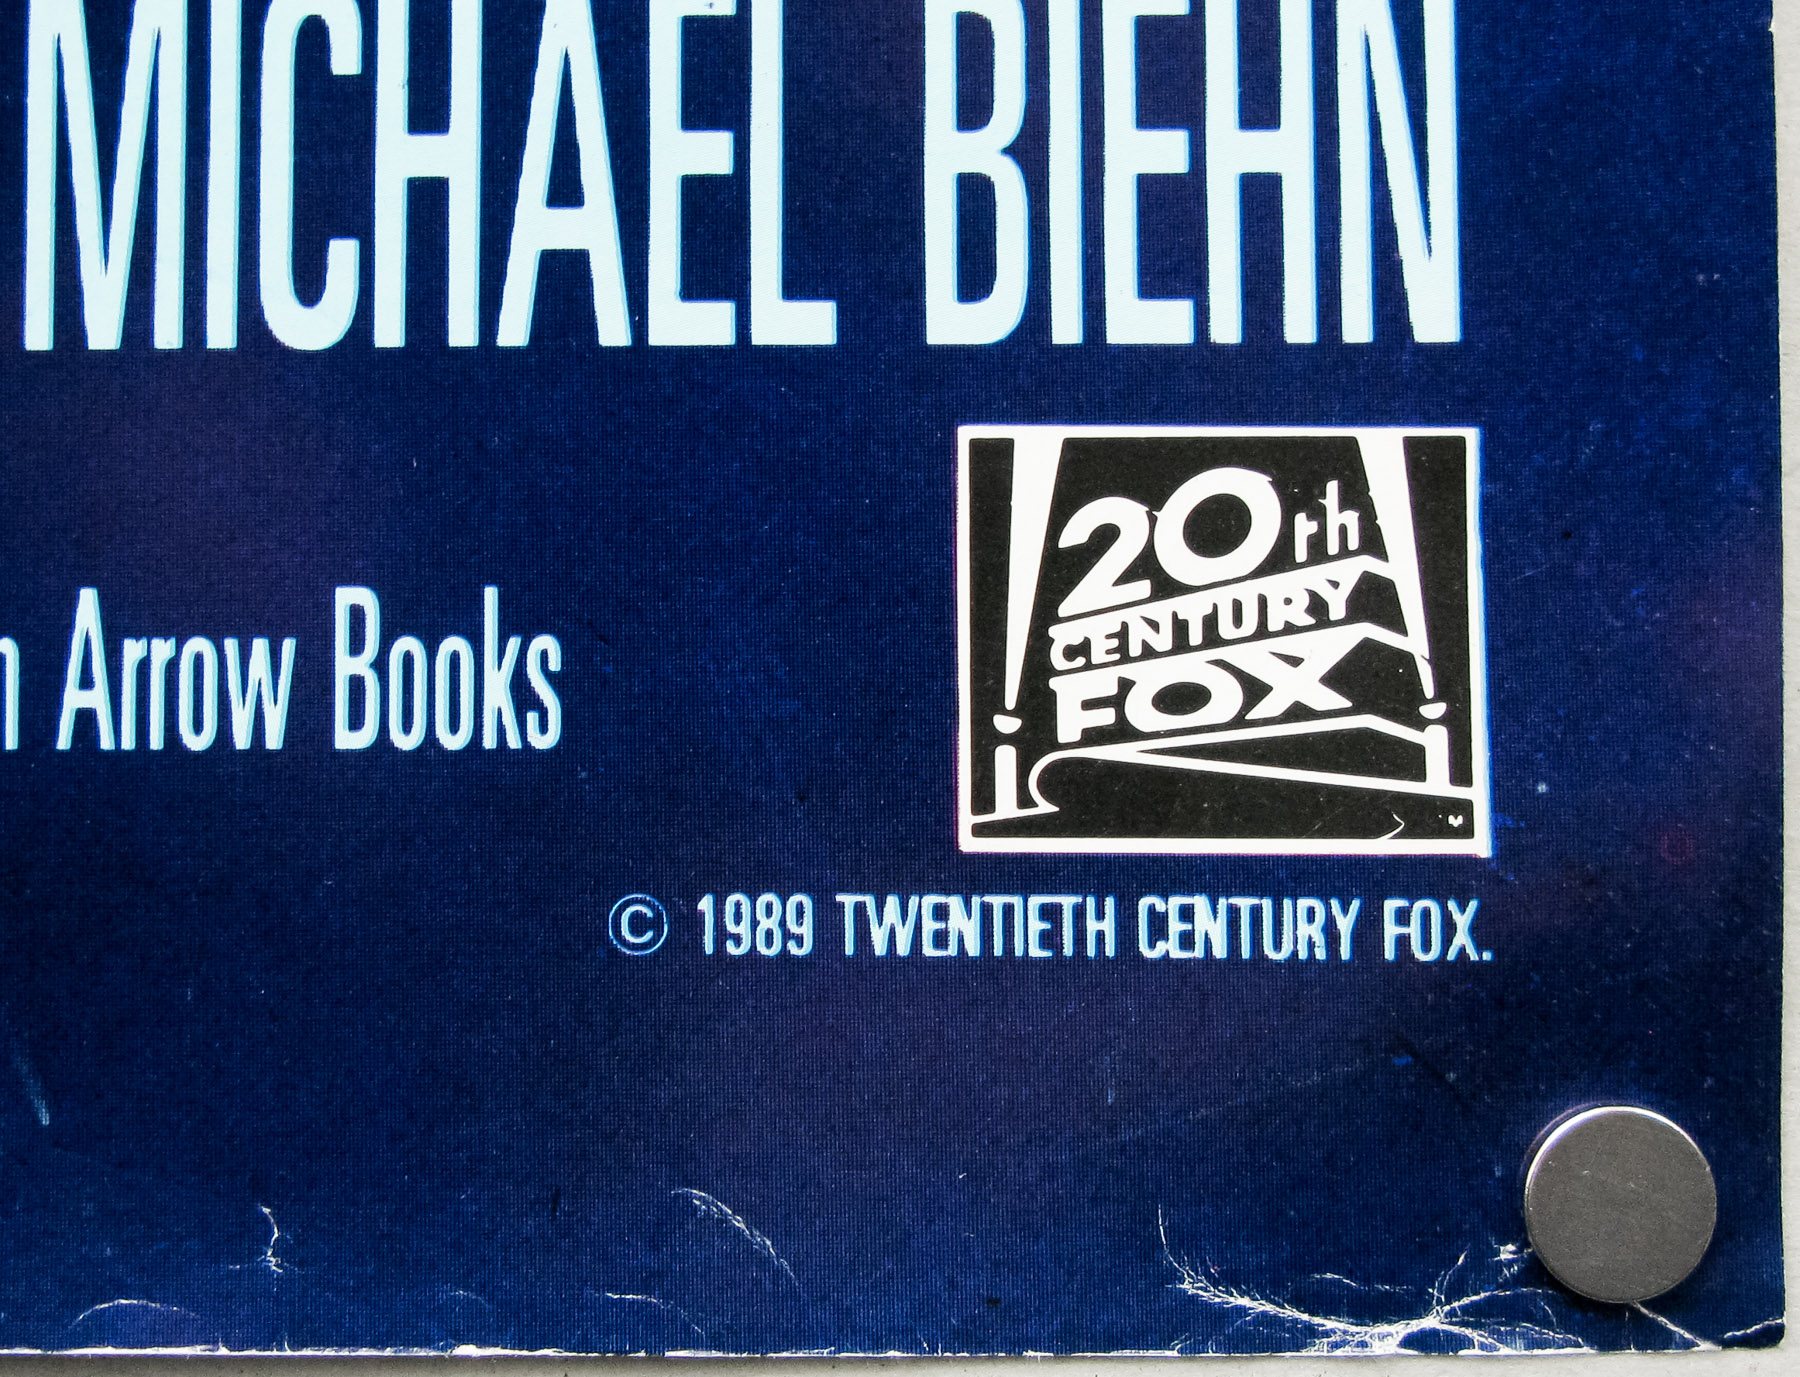 MICHAEL BIEHN
n Arrow Books
20th
CENTURY
FOX
© 1989 TWENTIETH CENTURY FOX.